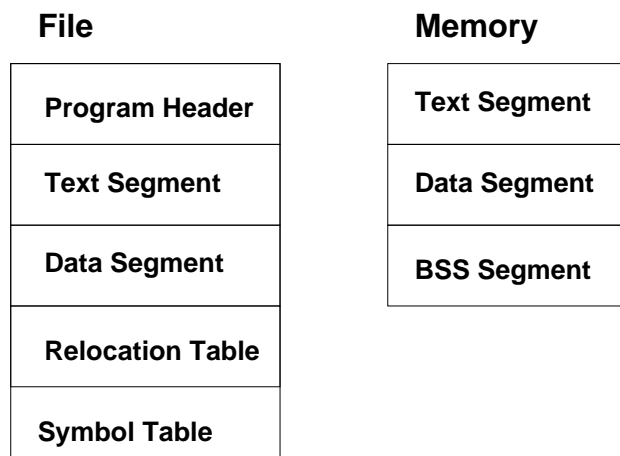 File
Program Header
Text Segment
Data Segment
Relocation Table
Symbol Table
Memory
Text Segment
Data Segment
BSS Segment